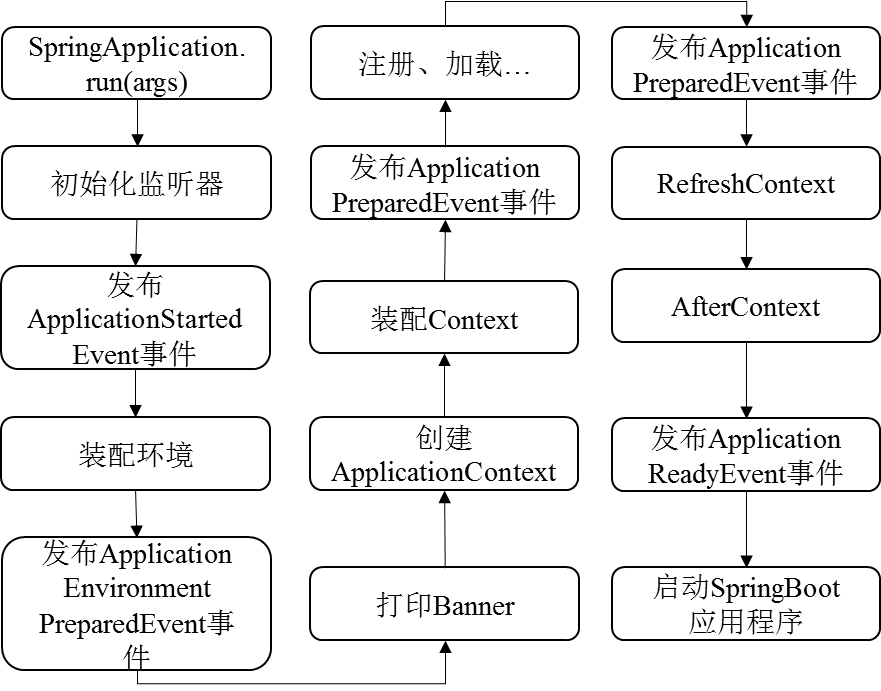 SpringApplication.
run(args)
初始化监听器
发布
ApplicationStarted
Event事件
装配环境
发布Application
Environment
PreparedEvent事
件
打印Banner
创建
ApplicationContext
装配Context
发布Application
PreparedEvent事件
注册、加载...
发布Application
PreparedEvent事件
RefreshContext
AfterContext
发布Application
ReadyEvent事件
启动SpringBoot
应用程序